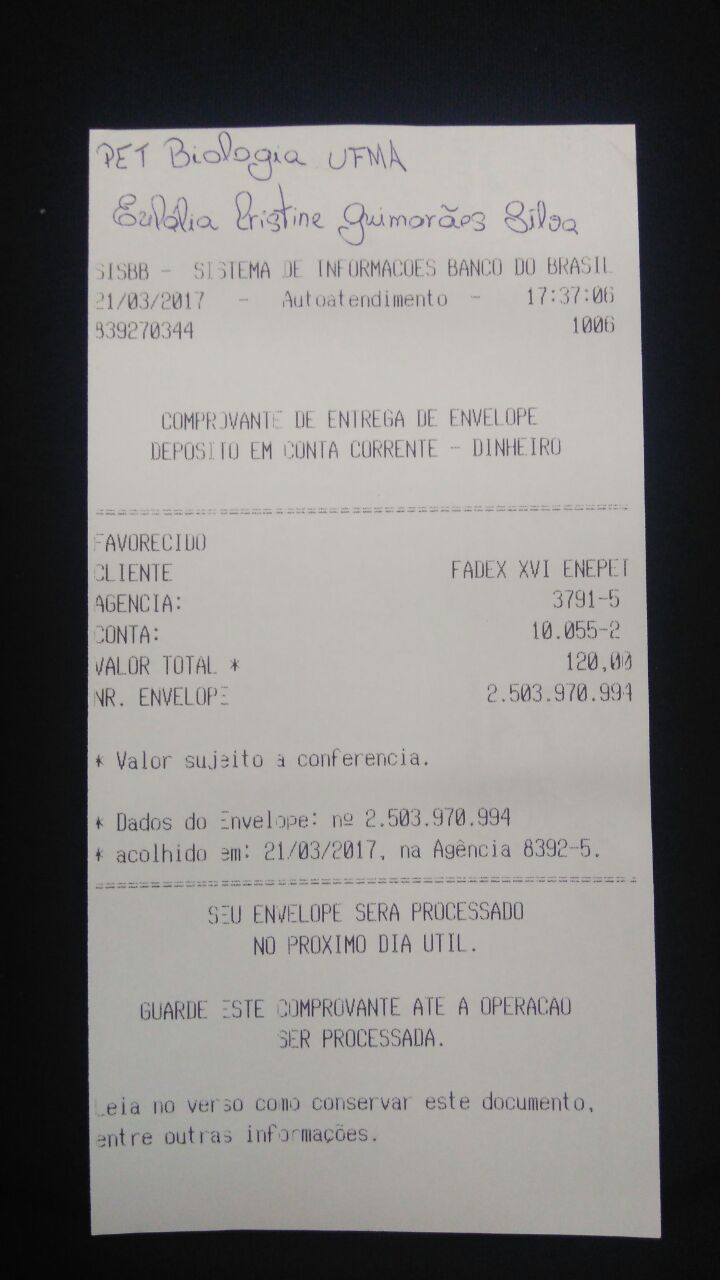 PET Biologia UFMA
Eulália Cristine Guimarães Silva
SISBB - SISTEMA DE INFORMACOES BANCO DO BRASIL
21/03/2017 - Autoatendimento - 17:37:06
839270344 1006
COMPROVANTE DE ENTREGA DE ENVELOPE
DEPOSITO EM CONTA CORRENTE - DINHEIRO
FAVORECIDO
CLIENTE FADEX XVI ENEPET
AGENCIA: 3791-5
CONTA: 10.055-2
VALOR TOTAL * 120,00
NR. ENVELOPE 2.503.970.994
* Valor sujeito a conferencia.
* Dados do Envelope: nº 2.503.970.994
* acolhido em: 21/03/2017, na Agência 8392-5.
SEU ENVELOPE SERA PROCESSADO
NO PROXIMO DIA UTIL.
GUARDE ESTE COMPROVANTE ATE A OPERACAO
SER PROCESSADA.
Leia no verso como conservar este documento,
entre outras informações.